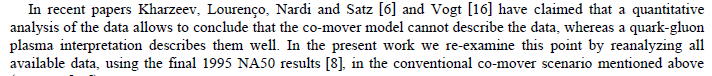 In recent papers Kharzeev, Lourenço, Nardi and Satz [6] and Vogt [16] have claimed that a quantitative
analysis of the data allows to conclude that the co-mover model cannot describe the data, whereas a quark-gluon
plasma interpretation describes them well. In the present work we re-examine this point by reanalyzing all
available data, using the final 1995 NA50 results [8], in the conventional co-mover scenario mentioned above